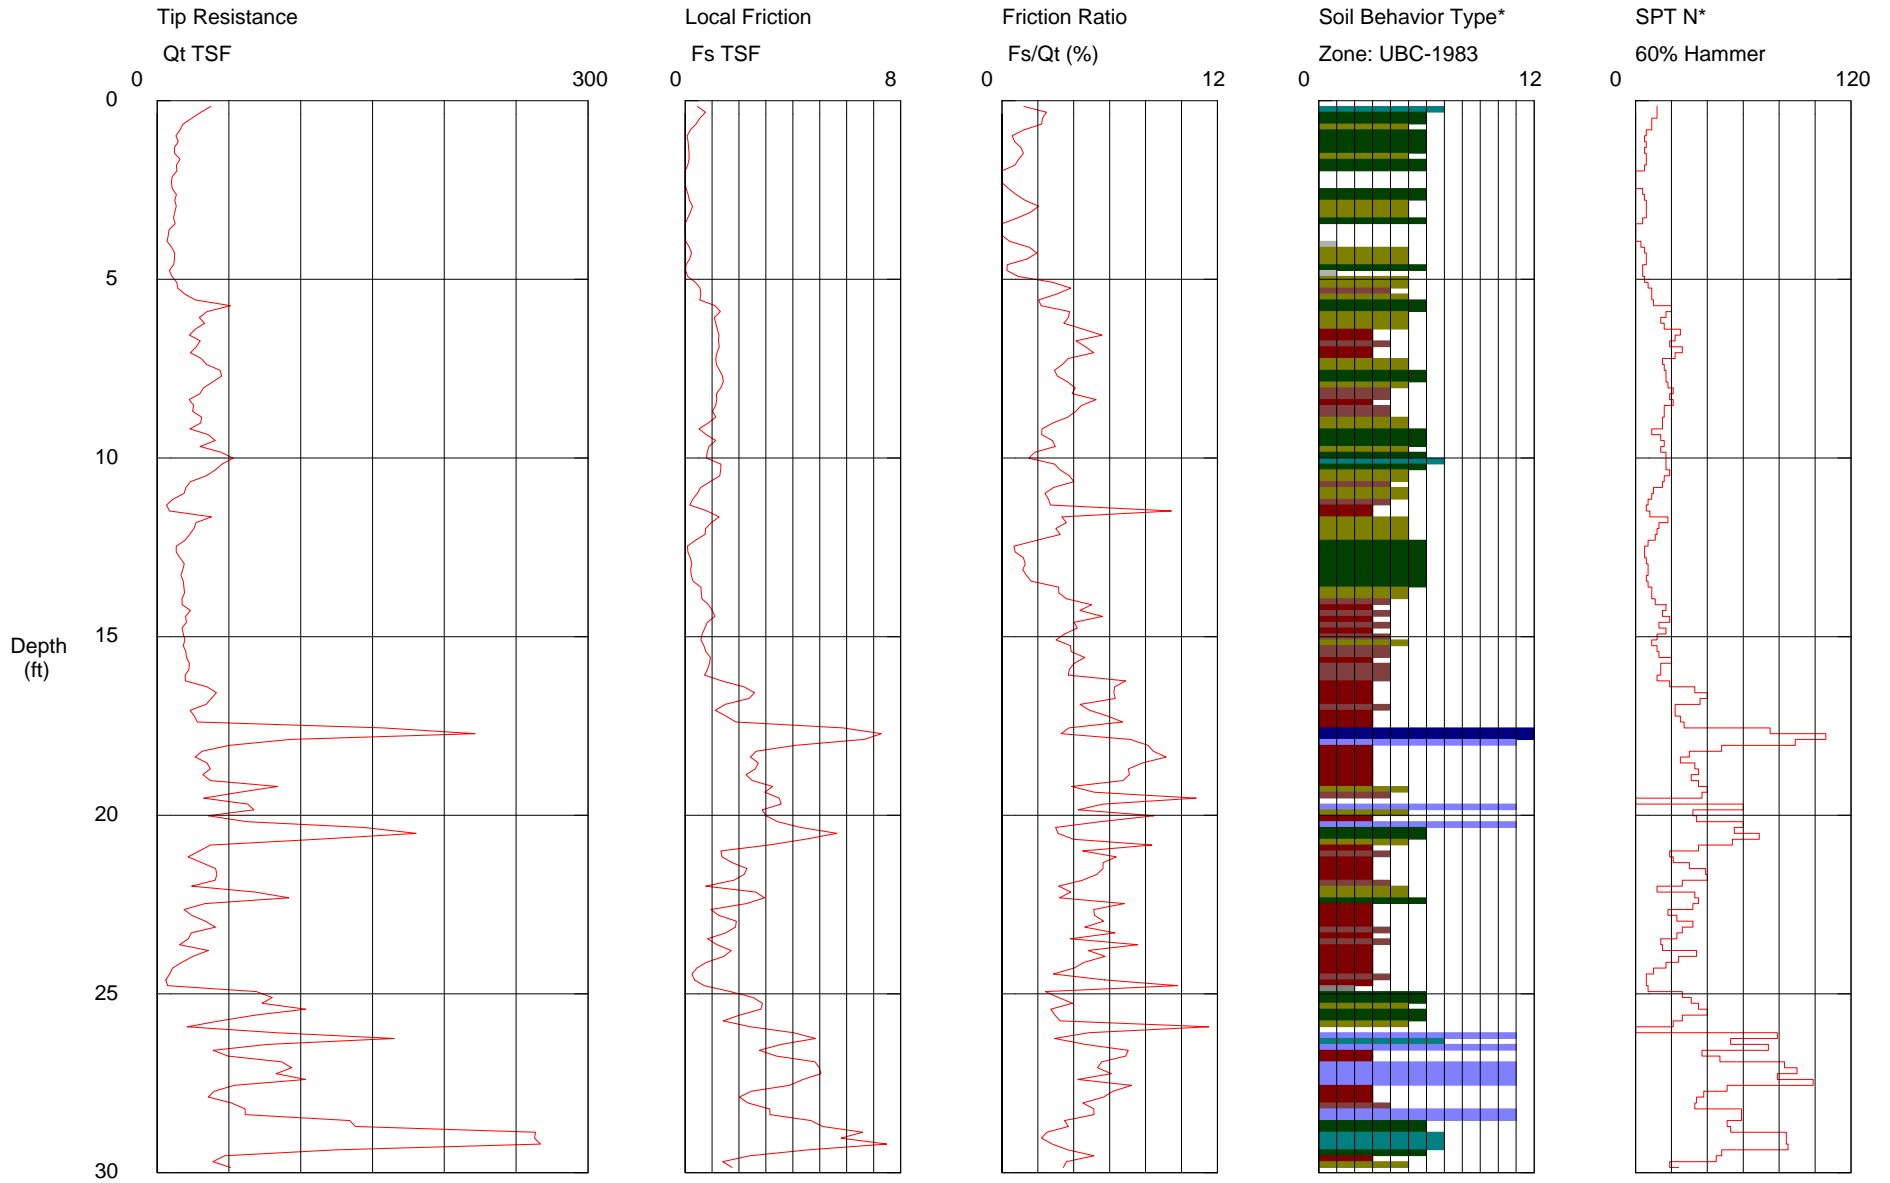 Tip Resistance
Qt TSF
0 300
Local Friction
Fs TSF
0 8
Friction Ratio
Fs/Qt (%)
0 12
Soil Behavior Type*
Zone: UBC-1983
0 12
SPT N*
60% Hammer
0 120
0
5
10
15
20
25
30
Depth
(ft)